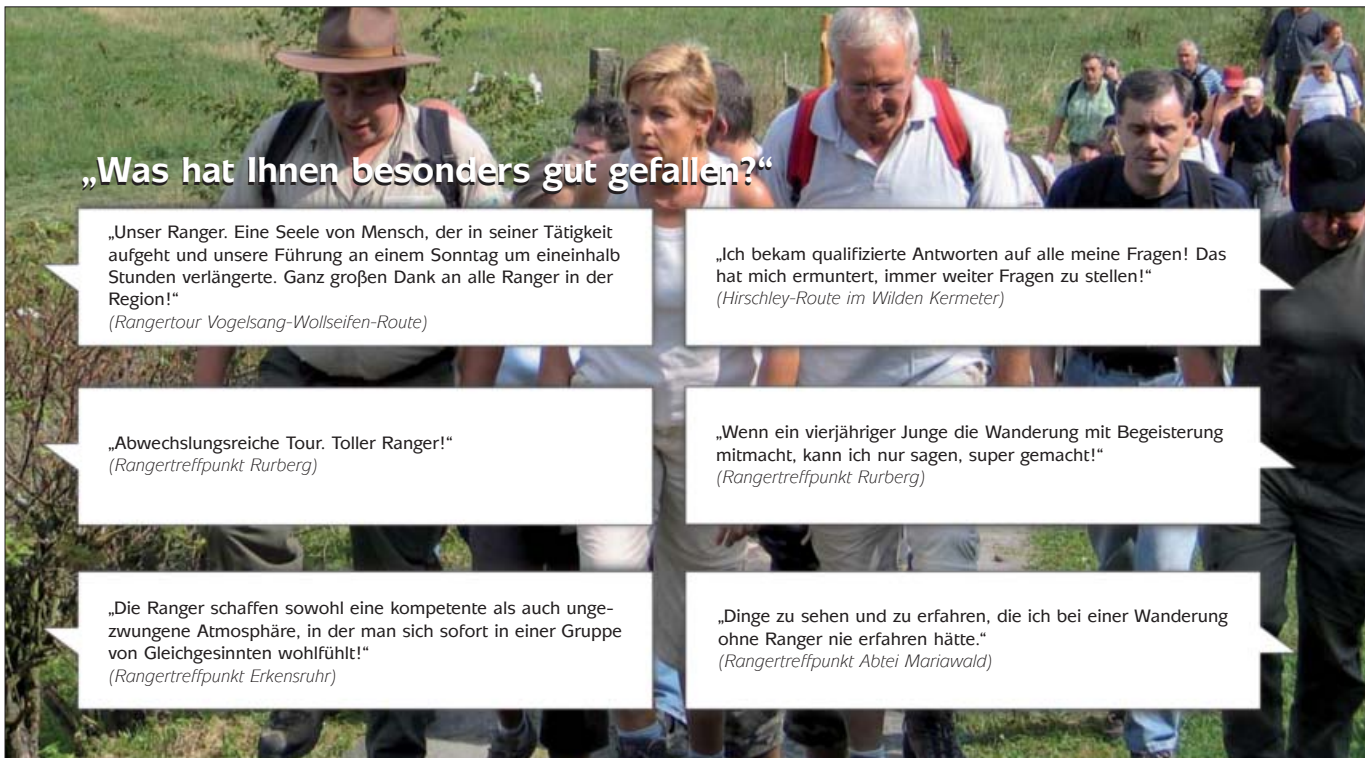 „Was hat Ihnen besonders gut gefallen?“
„Unser Ranger. Eine Seele von Mensch, der in seiner Tätigkeit
aufgeht und unsere Führung an einem Sonntag um eineinhalb
Stunden verlängerte. Ganz großen Dank an alle Ranger in der
Region!“
(Rangertour Vogelsang-Wollseifen-Route)
„Ich bekam qualifizierte Antworten auf alle meine Fragen! Das
hat mich ermuntert, immer weiter Fragen zu stellen!“
(Hirschley-Route im Wilden Kermeter)
„Abwechslungsreiche Tour. Toller Ranger!“
(Rangertreffpunkt Rurberg)
„Wenn ein vierjähriger Junge die Wanderung mit Begeisterung
mitmacht, kann ich nur sagen, super gemacht!“
(Rangertreffpunkt Rurberg)
„Die Ranger schaffen sowohl eine kompetente als auch unge-
zwungene Atmosphäre, in der man sich sofort in einer Gruppe
von Gleichgesinnten wohlfühlt!“
(Rangertreffpunkt Erkensruhr)
„Dinge zu sehen und zu erfahren, die ich bei einer Wanderung
ohne Ranger nie erfahren hätte.“
(Rangertreffpunkt Abtei Mariawald)